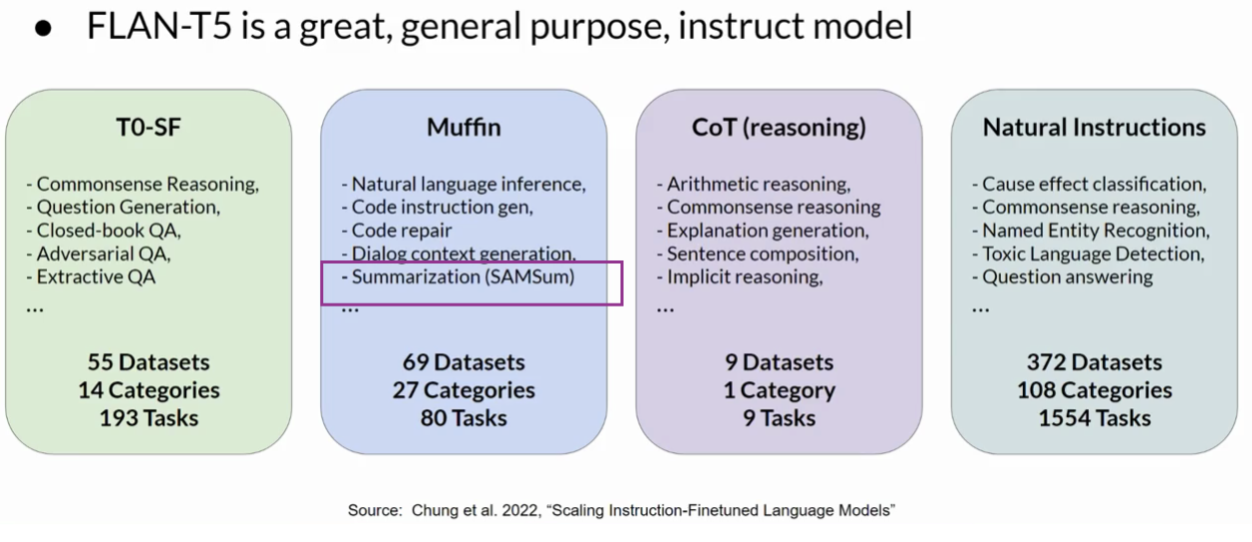 ● FLAN-T5 is a great, general purpose, instruct model
T0-SF
- Commonsense Reasoning,
- Question Generation,
- Closed-book QA,
- Adversarial QA,
- Extractive QA
...
55 Datasets
14 Categories
193 Tasks
Muffin
- Natural language inference,
- Code instruction gen,
- Code repair
- Dialog context generation,
- Summarization (SAMSum)
...
69 Datasets
27 Categories
80 Tasks
CoT (reasoning)
- Arithmetic reasoning,
- Commonsense reasoning
- Explanation generation,
- Sentence composition,
- Implicit reasoning,
...
9 Datasets
1 Category
9 Tasks
Natural Instructions
- Cause effect classification,
- Commonsense reasoning,
- Named Entity Recognition,
- Toxic Language Detection,
- Question answering
...
372 Datasets
108 Categories
1554 Tasks
Source: Chung et al. 2022, “Scaling Instruction-Finetuned Language Models”